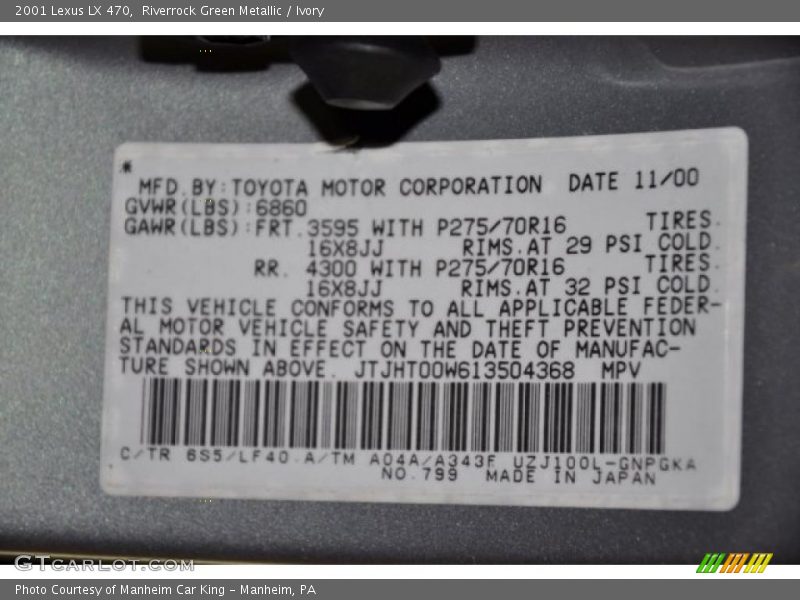 2001 Lexus LX 470,  Riverrock Green Metallic / Ivory
MFD.BY:TOYOTA MOTOR CORPORATION   DATE 11/00
GVWR(LBS):6860
GAWR(LBS):FRT.3595 WITH P275/70R16   TIRES.
16X8JJ   RIMS.AT 29 PSI COLD.
RR. 4300 WITH P275/70R16   TIRES.
16X8JJ   RIMS.AT 32 PSI COLD.
THIS VEHICLE CONFORMS TO ALL APPLICABLE FEDER-
AL MOTOR VEHICLE SAFETY AND THEFT PREVENTION
STANDARDS IN EFFECT ON THE DATE OF MANUFAC-
TURE SHOWN ABOVE. JTJHT00W613504368   MPV
C/TR 6S5/LF40.A/TM A04A/A343F UZJ100L-GNPGKA
NO.799   MADE IN JAPAN
GTCARLOT.COM
Photo Courtesy of Manheim Car King - Manheim, PA